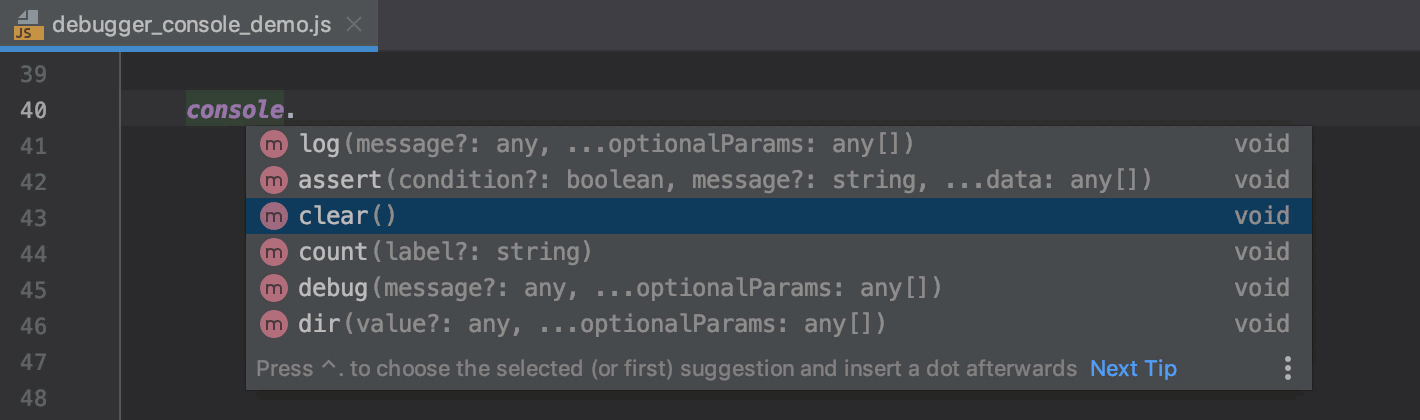 JS debugger_console_demo.js
39
40 console.
41 m log(message?: any, ...optionalParams: any[]) void
42 m assert(condition?: boolean, message?: string, ...data: any[]) void
43 m clear() void
44 m count(label?: string) void
45 m debug(message?: any, ...optionalParams: any[]) void
46 m dir(value?: any, ...optionalParams: any[]) void
47 Press ^. to choose the selected (or first) suggestion and insert a dot afterwards Next Tip
48